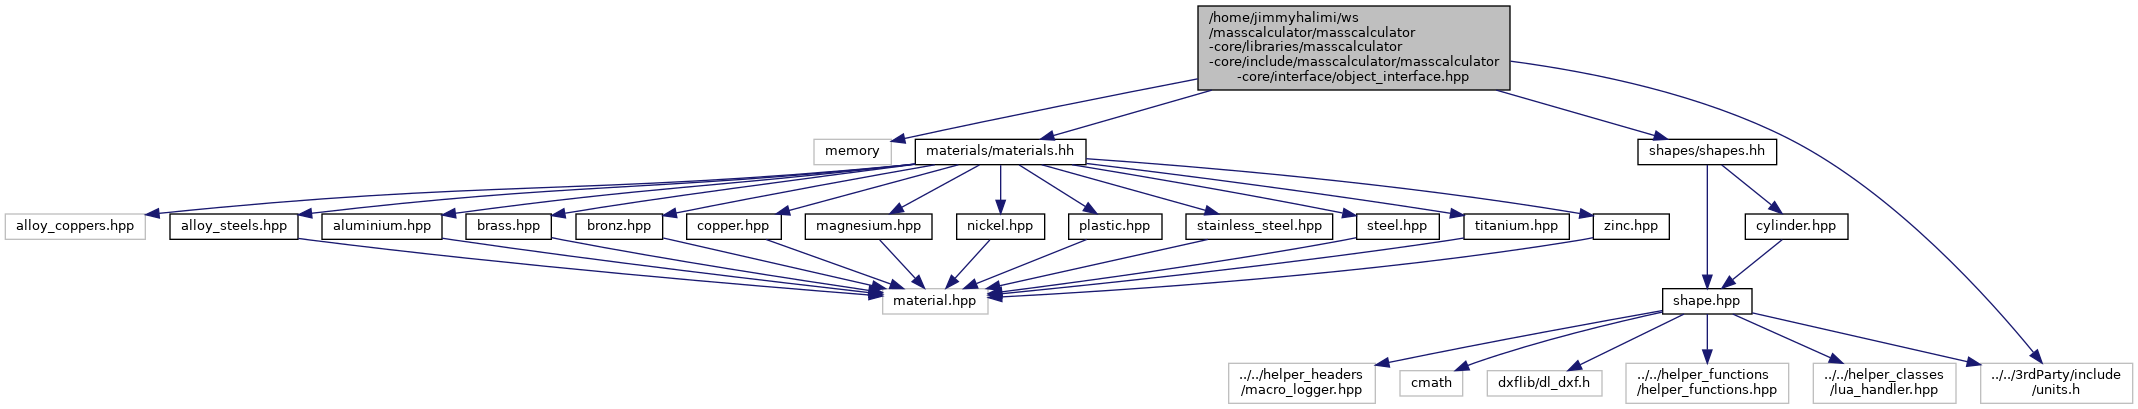 /home/jimmyhalimi/ws
/masscalculator/masscalculator
-core/libraries/masscalculator
-core/include/masscalculator/masscalculator
-core/interface/object_interface.hpp
memory
materials/materials.hh
shapes/shapes.hh
alloy_coppers.hpp
alloy_steels.hpp
aluminium.hpp
brass.hpp
bronz.hpp
copper.hpp
magnesium.hpp
nickel.hpp
plastic.hpp
stainless_steel.hpp
steel.hpp
titanium.hpp
zinc.hpp
cylinder.hpp
material.hpp
shape.hpp
../../helper_headers
/macro_logger.hpp
cmath
dxflib/dl_dxf.h
../../helper_functions
/helper_functions.hpp
../../helper_classes
/lua_handler.hpp
../../3rdParty/include
/units.h